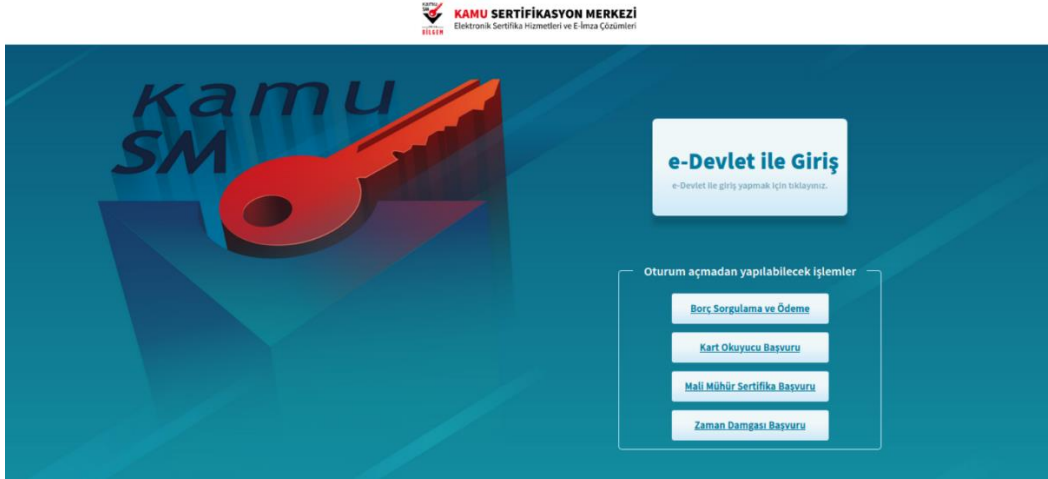 KAMU SERTİFİKASYON MERKEZİ
Elektronik Sertifika Hizmetleri ve E-İmza Çözümleri
BİLGEM
Kamu
SM
e-Devlet ile Giriş
e-Devlet ile giriş yapmak için tıklayınız.
Oturum açmadan yapılabilecek işlemler
Borç Sorgulama ve Ödeme
Kart Okuyucu Başvuru
Mali Mühür Sertifika Başvuru
Zaman Damgası Başvuru